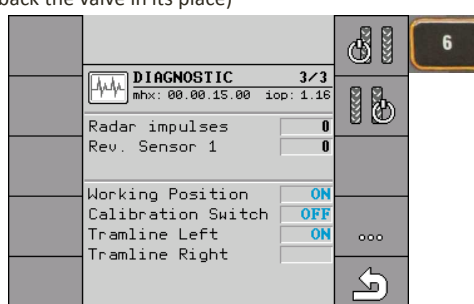 back the valve in its place)
6
DIAGNOSTIC 3/3
mhx: 00.00.15.00 iop: 1.16
Radar impulses 0
Rev. Sensor 1 0
Working Position ON
Calibration Switch OFF
Tramline Left ON
Tramline Right